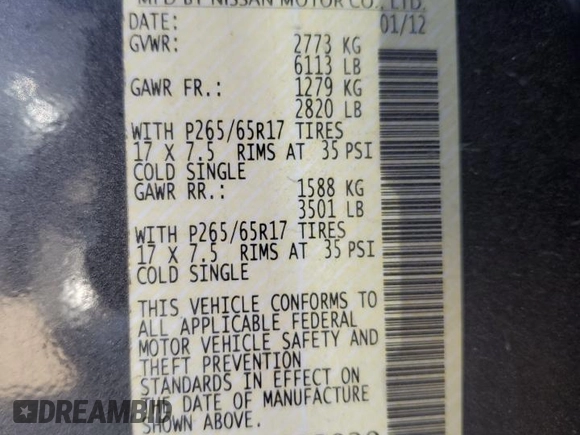 MFD BY NISSAN MOTOR CO., LTD.
DATE: 01/12
GVWR: 2773 KG
6113 LB
GAWR FR.: 1279 KG
2820 LB
WITH P265/65R17 TIRES
17 X 7.5 RIMS AT 35 PSI
COLD SINGLE
GAWR RR.: 1588 KG
3501 LB
WITH P265/65R17 TIRES
17 X 7.5 RIMS AT 35 PSI
COLD SINGLE
THIS VEHICLE CONFORMS TO
ALL APPLICABLE FEDERAL
MOTOR VEHICLE SAFETY AND
THEFT PREVENTION
STANDARDS IN EFFECT ON
THE DATE OF MANUFACTURE
SHOWN ABOVE.
DREAMBID